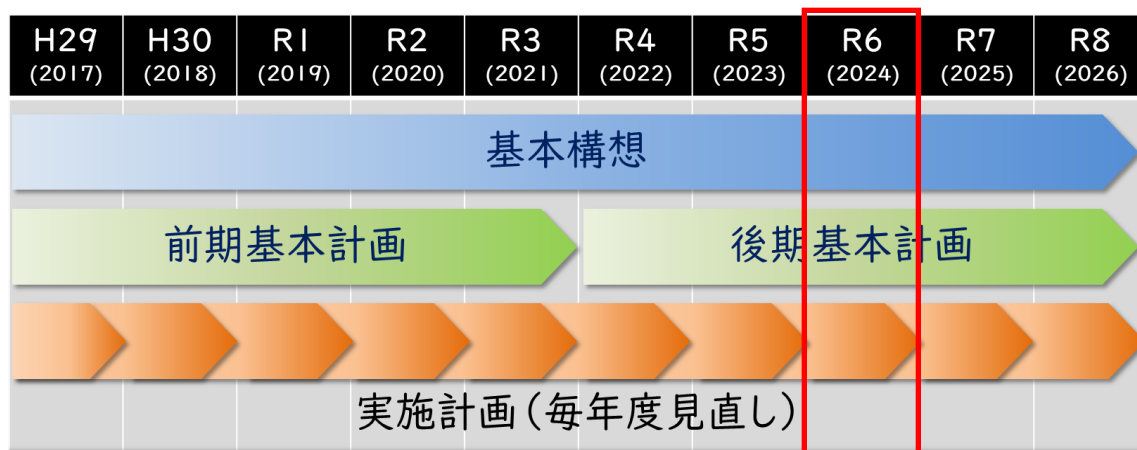 H29 H30 R1 R2 R3 R4 R5 R6 R7 R8
(2017) (2018) (2019) (2020) (2021) (2022) (2023) (2024) (2025) (2026)
基本構想
前期基本計画 後期基本計画
実施計画(毎年度見直し)